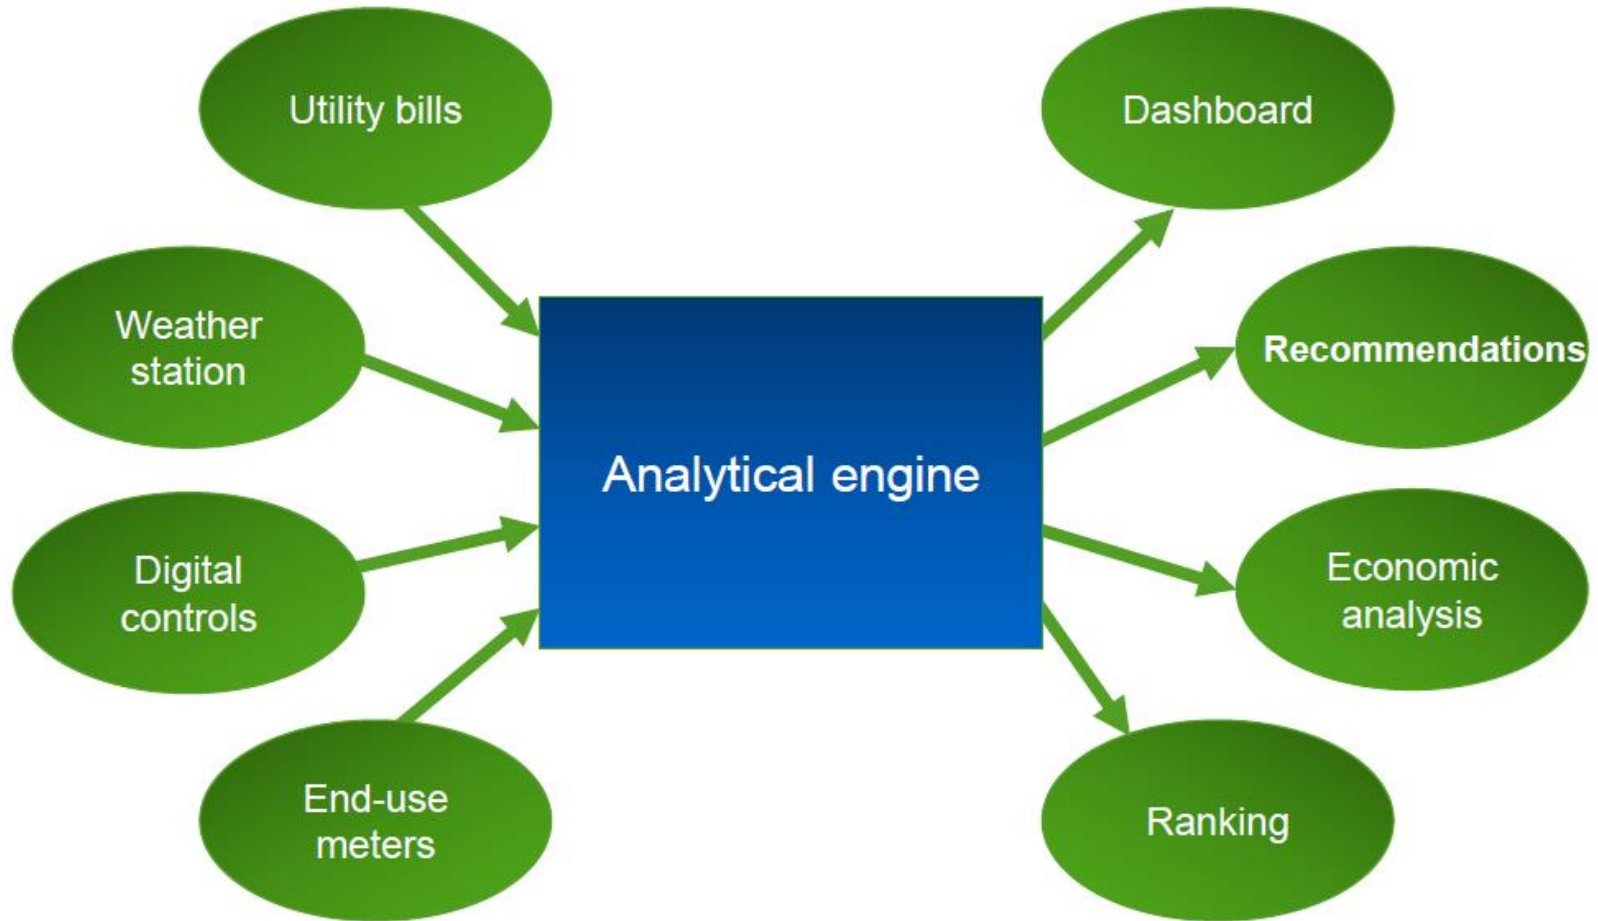 Utility bills
Weather
station
Digital
controls
End-use
meters
Analytical engine
Dashboard
Recommendations
Economic
analysis
Ranking